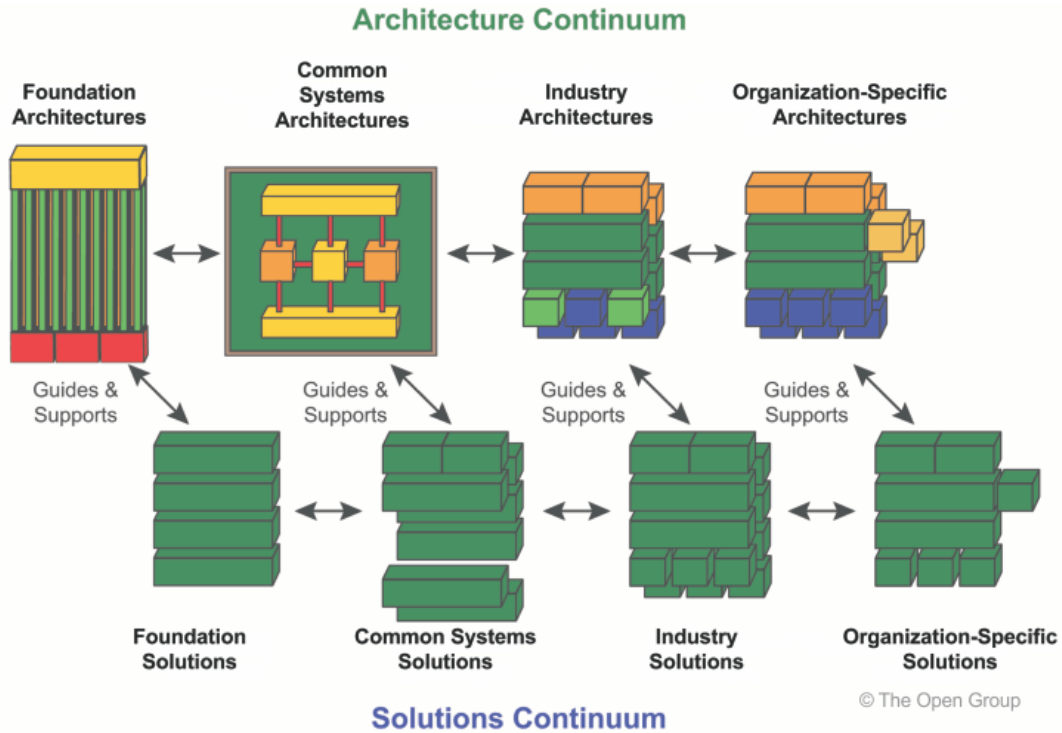 Architecture Continuum
Foundation
Architectures
Common
Systems
Architectures
Industry
Architectures
Organization-Specific
Architectures
Guides &
Supports
Guides &
Supports
Guides &
Supports
Guides &
Supports
Foundation
Solutions
Common Systems
Solutions
Industry
Solutions
Organization-Specific
Solutions
© The Open Group
Solutions Continuum